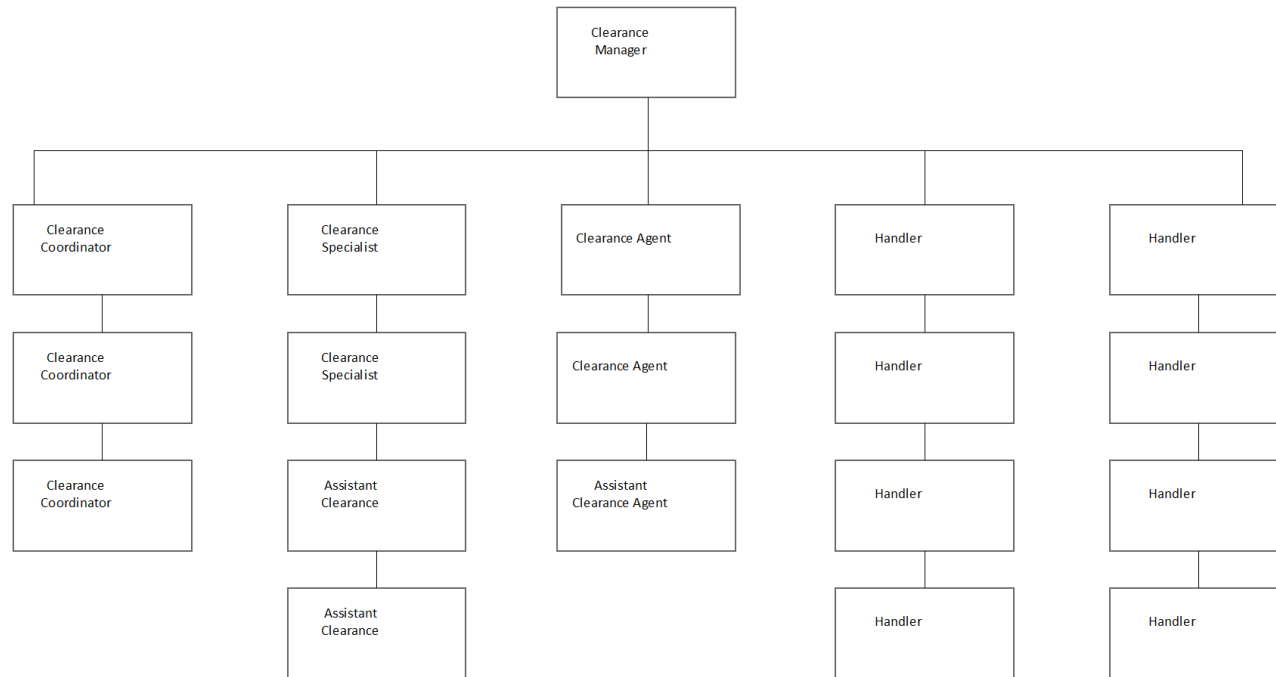 Clearance
Manager
Clearance
Coordinator
Clearance
Specialist
Clearance Agent
Handler
Handler
Clearance
Coordinator
Clearance
Specialist
Clearance Agent
Handler
Handler
Clearance
Coordinator
Assistant
Clearance
Assistant
Clearance Agent
Handler
Handler
Assistant
Clearance
Handler
Handler